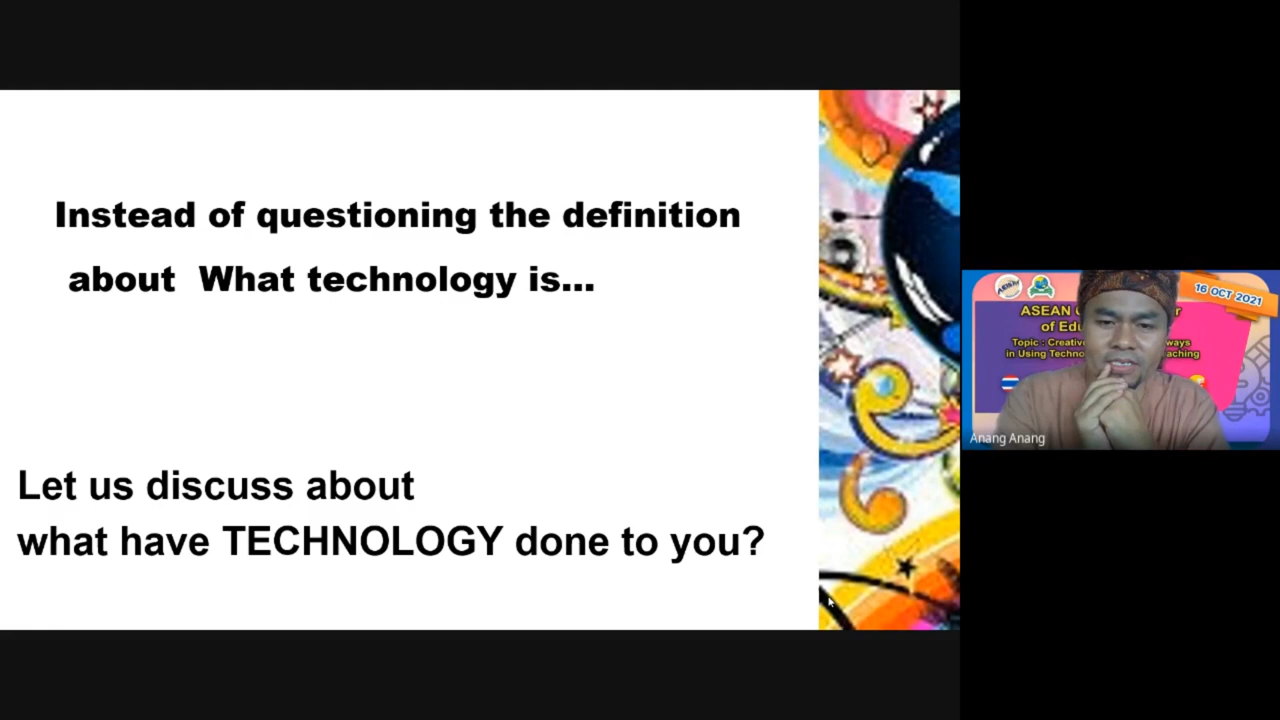 Instead of questioning the definition
about What technology is...
Let us discuss about
what have TECHNOLOGY done to you?
16 OCT 2021
ASEAN
of Edu
Topic : Creative ways
in Using Techno aching
Anang Anang